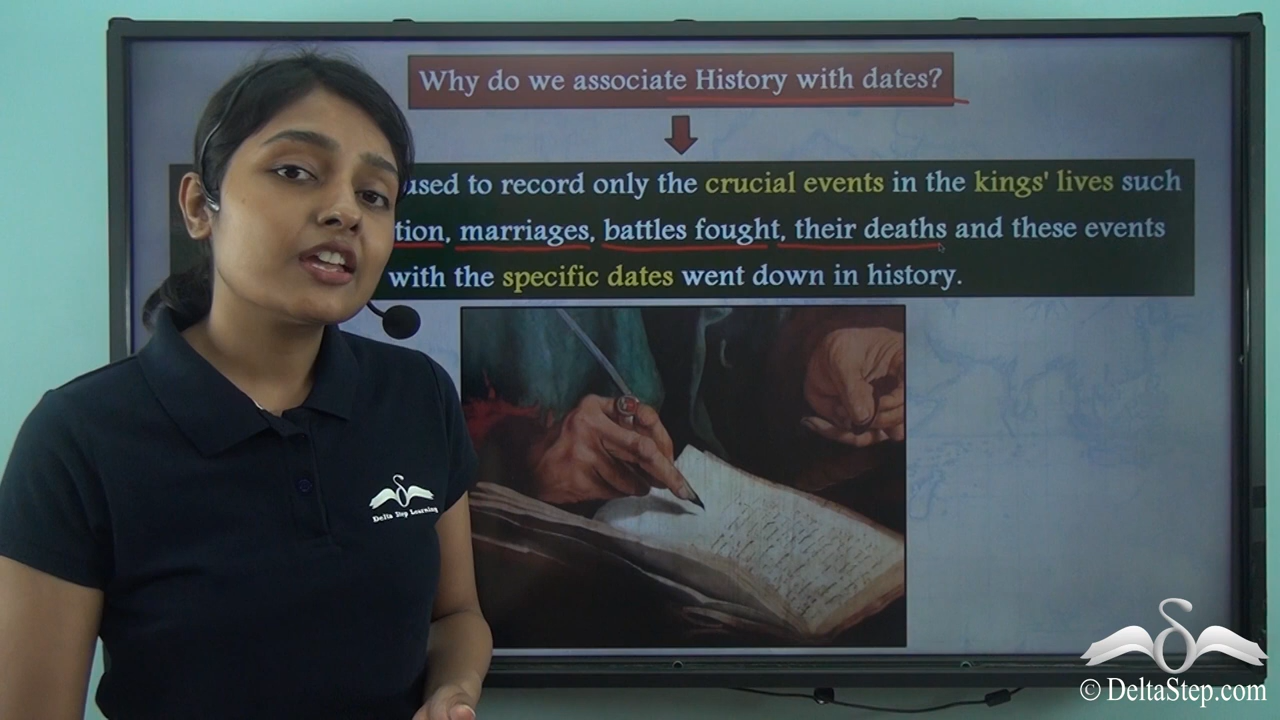 Why do we associate History with dates?
used to record only the crucial events in the kings' lives such
tion, marriages, battles fought, their deaths and these events
with the specific dates went down in history.
Delta Step Learning
© DeltaStep.com